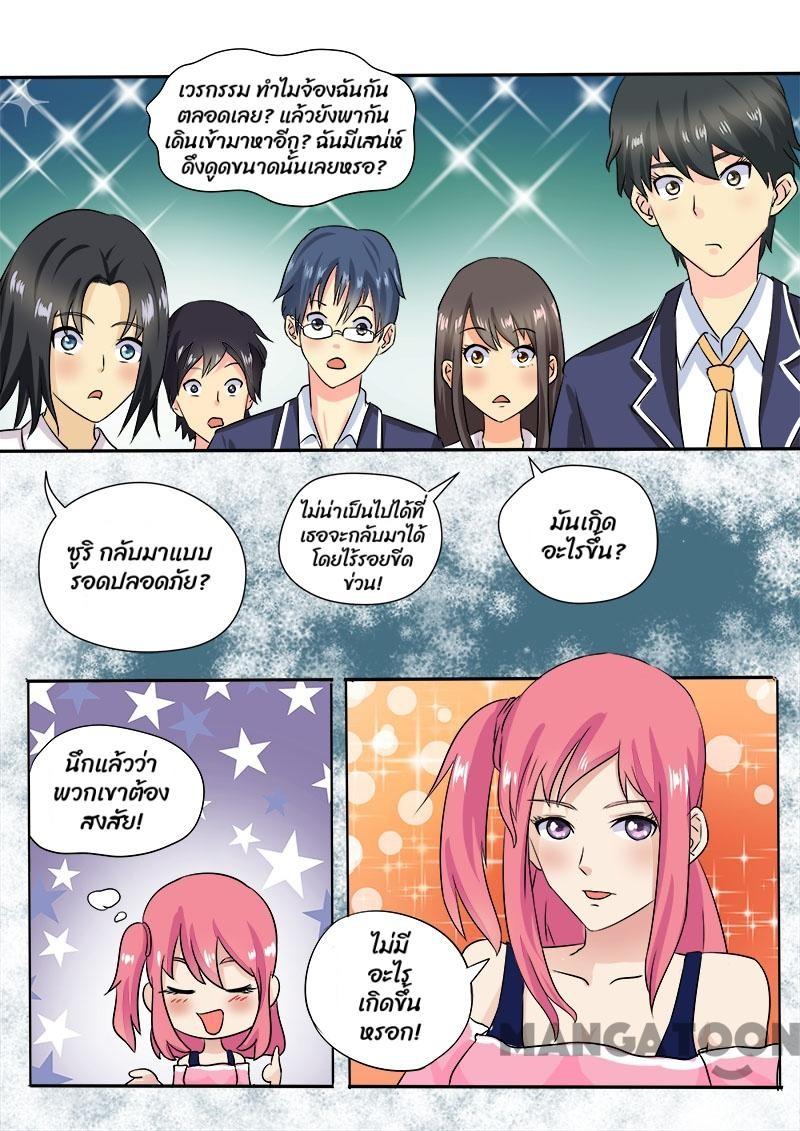 เวรกรรม ทำไมจ้องฉันกัน
ตลอดเลย? แล้วยังพากัน
เดินเข้ามาหาอีก? ฉันมีเสน่ห์
ดึงดูดขนาดนั้นเลยหรอ?
ซูริ กลับมาแบบ
รอดปลอดภัย?
ไม่น่าเป็นไปได้ที่
เธอจะกลับมาได้
โดยไร้รอยขีด
ข่วน!
มันเกิด
อะไรขึ้น?
นึกแล้วว่า
พวกเขาต้อง
สงสัย!
ไม่มี
อะไร
เกิดขึ้น
หรอก!
MANGATOON